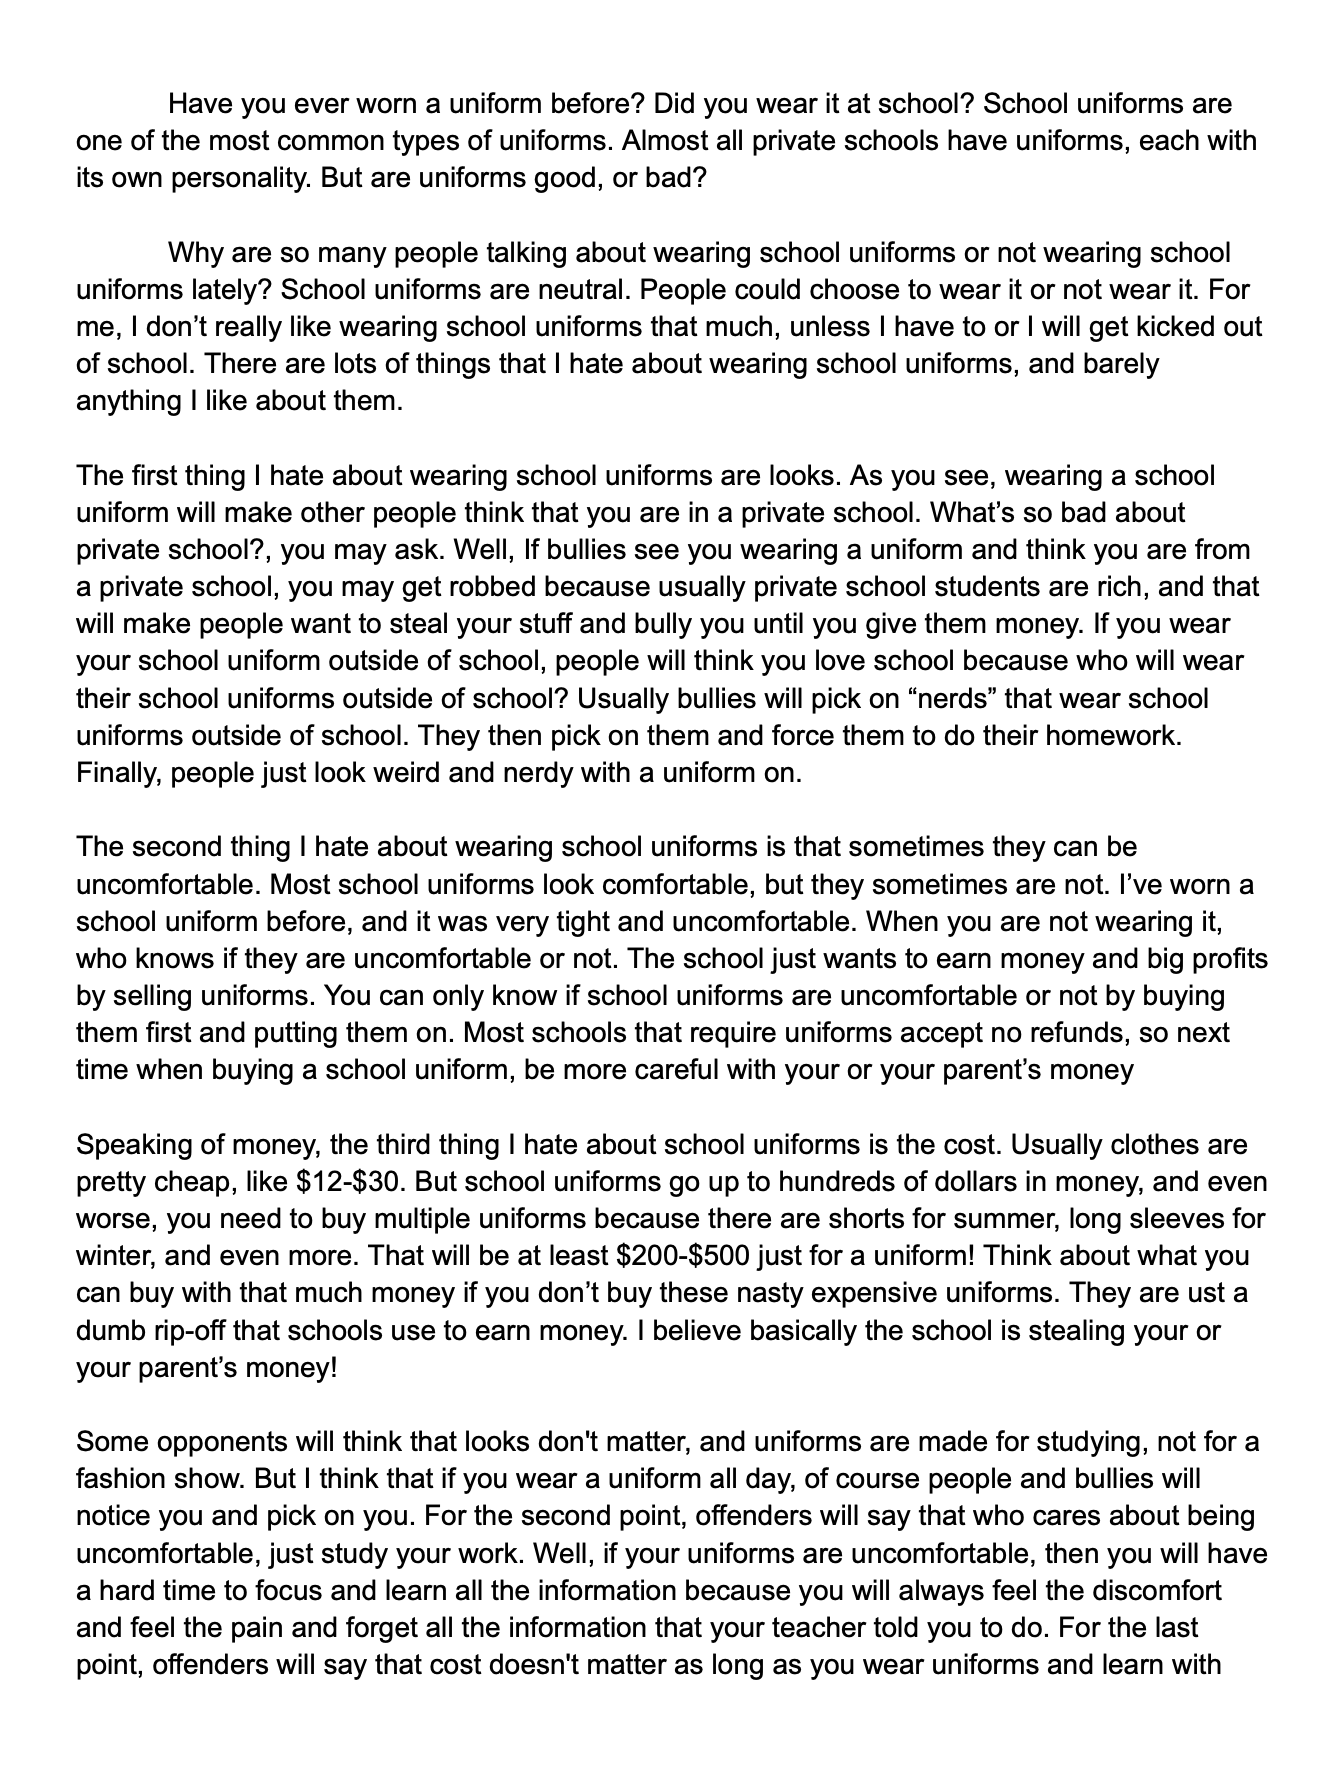 Have you ever worn a uniform before? Did you wear it at school? School uniforms are
one of the most common types of uniforms. Almost all private schools have uniforms, each with
its own personality. But are uniforms good, or bad?
Why are so many people talking about wearing school uniforms or not wearing school
uniforms lately? School uniforms are neutral. People could choose to wear it or not wear it. For
me, I don’t really like wearing school uniforms that much, unless I have to or I will get kicked out
of school. There are lots of things that I hate about wearing school uniforms, and barely
anything I like about them.
The first thing I hate about wearing school uniforms are looks. As you see, wearing a school
uniform will make other people think that you are in a private school. What’s so bad about
private school?, you may ask. Well, If bullies see you wearing a uniform and think you are from
a private school, you may get robbed because usually private school students are rich, and that
will make people want to steal your stuff and bully you until you give them money. If you wear
your school uniform outside of school, people will think you love school because who will wear
their school uniforms outside of school? Usually bullies will pick on “nerds” that wear school
uniforms outside of school. They then pick on them and force them to do their homework.
Finally, people just look weird and nerdy with a uniform on.
The second thing I hate about wearing school uniforms is that sometimes they can be
uncomfortable. Most school uniforms look comfortable, but they sometimes are not. I’ve worn a
school uniform before, and it was very tight and uncomfortable. When you are not wearing it,
who knows if they are uncomfortable or not. The school just wants to earn money and big profits
by selling uniforms. You can only know if school uniforms are uncomfortable or not by buying
them first and putting them on. Most schools that require uniforms accept no refunds, so next
time when buying a school uniform, be more careful with your or your parent’s money
Speaking of money, the third thing I hate about school uniforms is the cost. Usually clothes are
pretty cheap, like $12-$30. But school uniforms go up to hundreds of dollars in money, and even
worse, you need to buy multiple uniforms because there are shorts for summer, long sleeves for
winter, and even more. That will be at least $200-$500 just for a uniform! Think about what you
can buy with that much money if you don’t buy these nasty expensive uniforms. They are ust a
dumb rip-off that schools use to earn money. I believe basically the school is stealing your or
your parent’s money!
Some opponents will think that looks don't matter, and uniforms are made for studying, not for a
fashion show. But I think that if you wear a uniform all day, of course people and bullies will
notice you and pick on you. For the second point, offenders will say that who cares about being
uncomfortable, just study your work. Well, if your uniforms are uncomfortable, then you will have
a hard time to focus and learn all the information because you will always feel the discomfort
and feel the pain and forget all the information that your teacher told you to do. For the last
point, offenders will say that cost doesn't matter as long as you wear uniforms and learn with